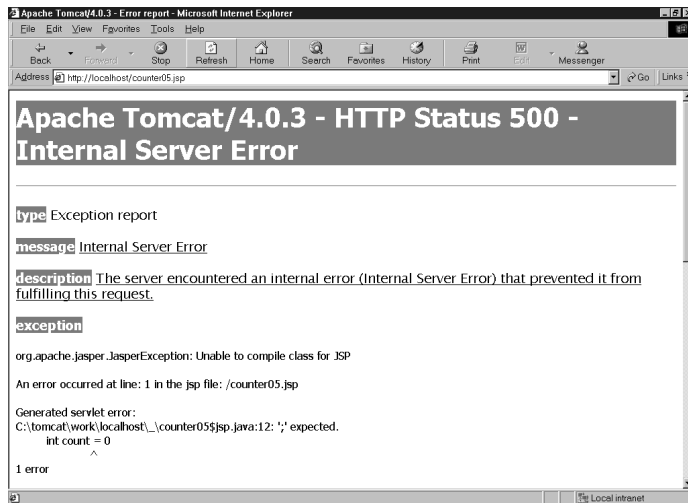 Apache Tomcat/4.0.3 - Error report - Microsoft Internet Explorer
File Edit View Favorites Tools Help
Back Forward Stop Refresh Home Search Favorites History Print Edit Messenger
Address http://localhost/counter05.jsp Go Links
Apache Tomcat/4.0.3 - HTTP Status 500 -
Internal Server Error
type Exception report
message Internal Server Error
description The server encountered an internal error (Internal Server Error) that prevented it from
fulfilling this request.
exception
org.apache.jasper.JasperException: Unable to compile class for JSP
An error occurred at line: 1 in the jsp file: /counter05.jsp
Generated servlet error:
C:\tomcat\work\localhost\_\counter05$jsp.java:12: ';' expected.
int count = 0
^
1 error
Local intranet